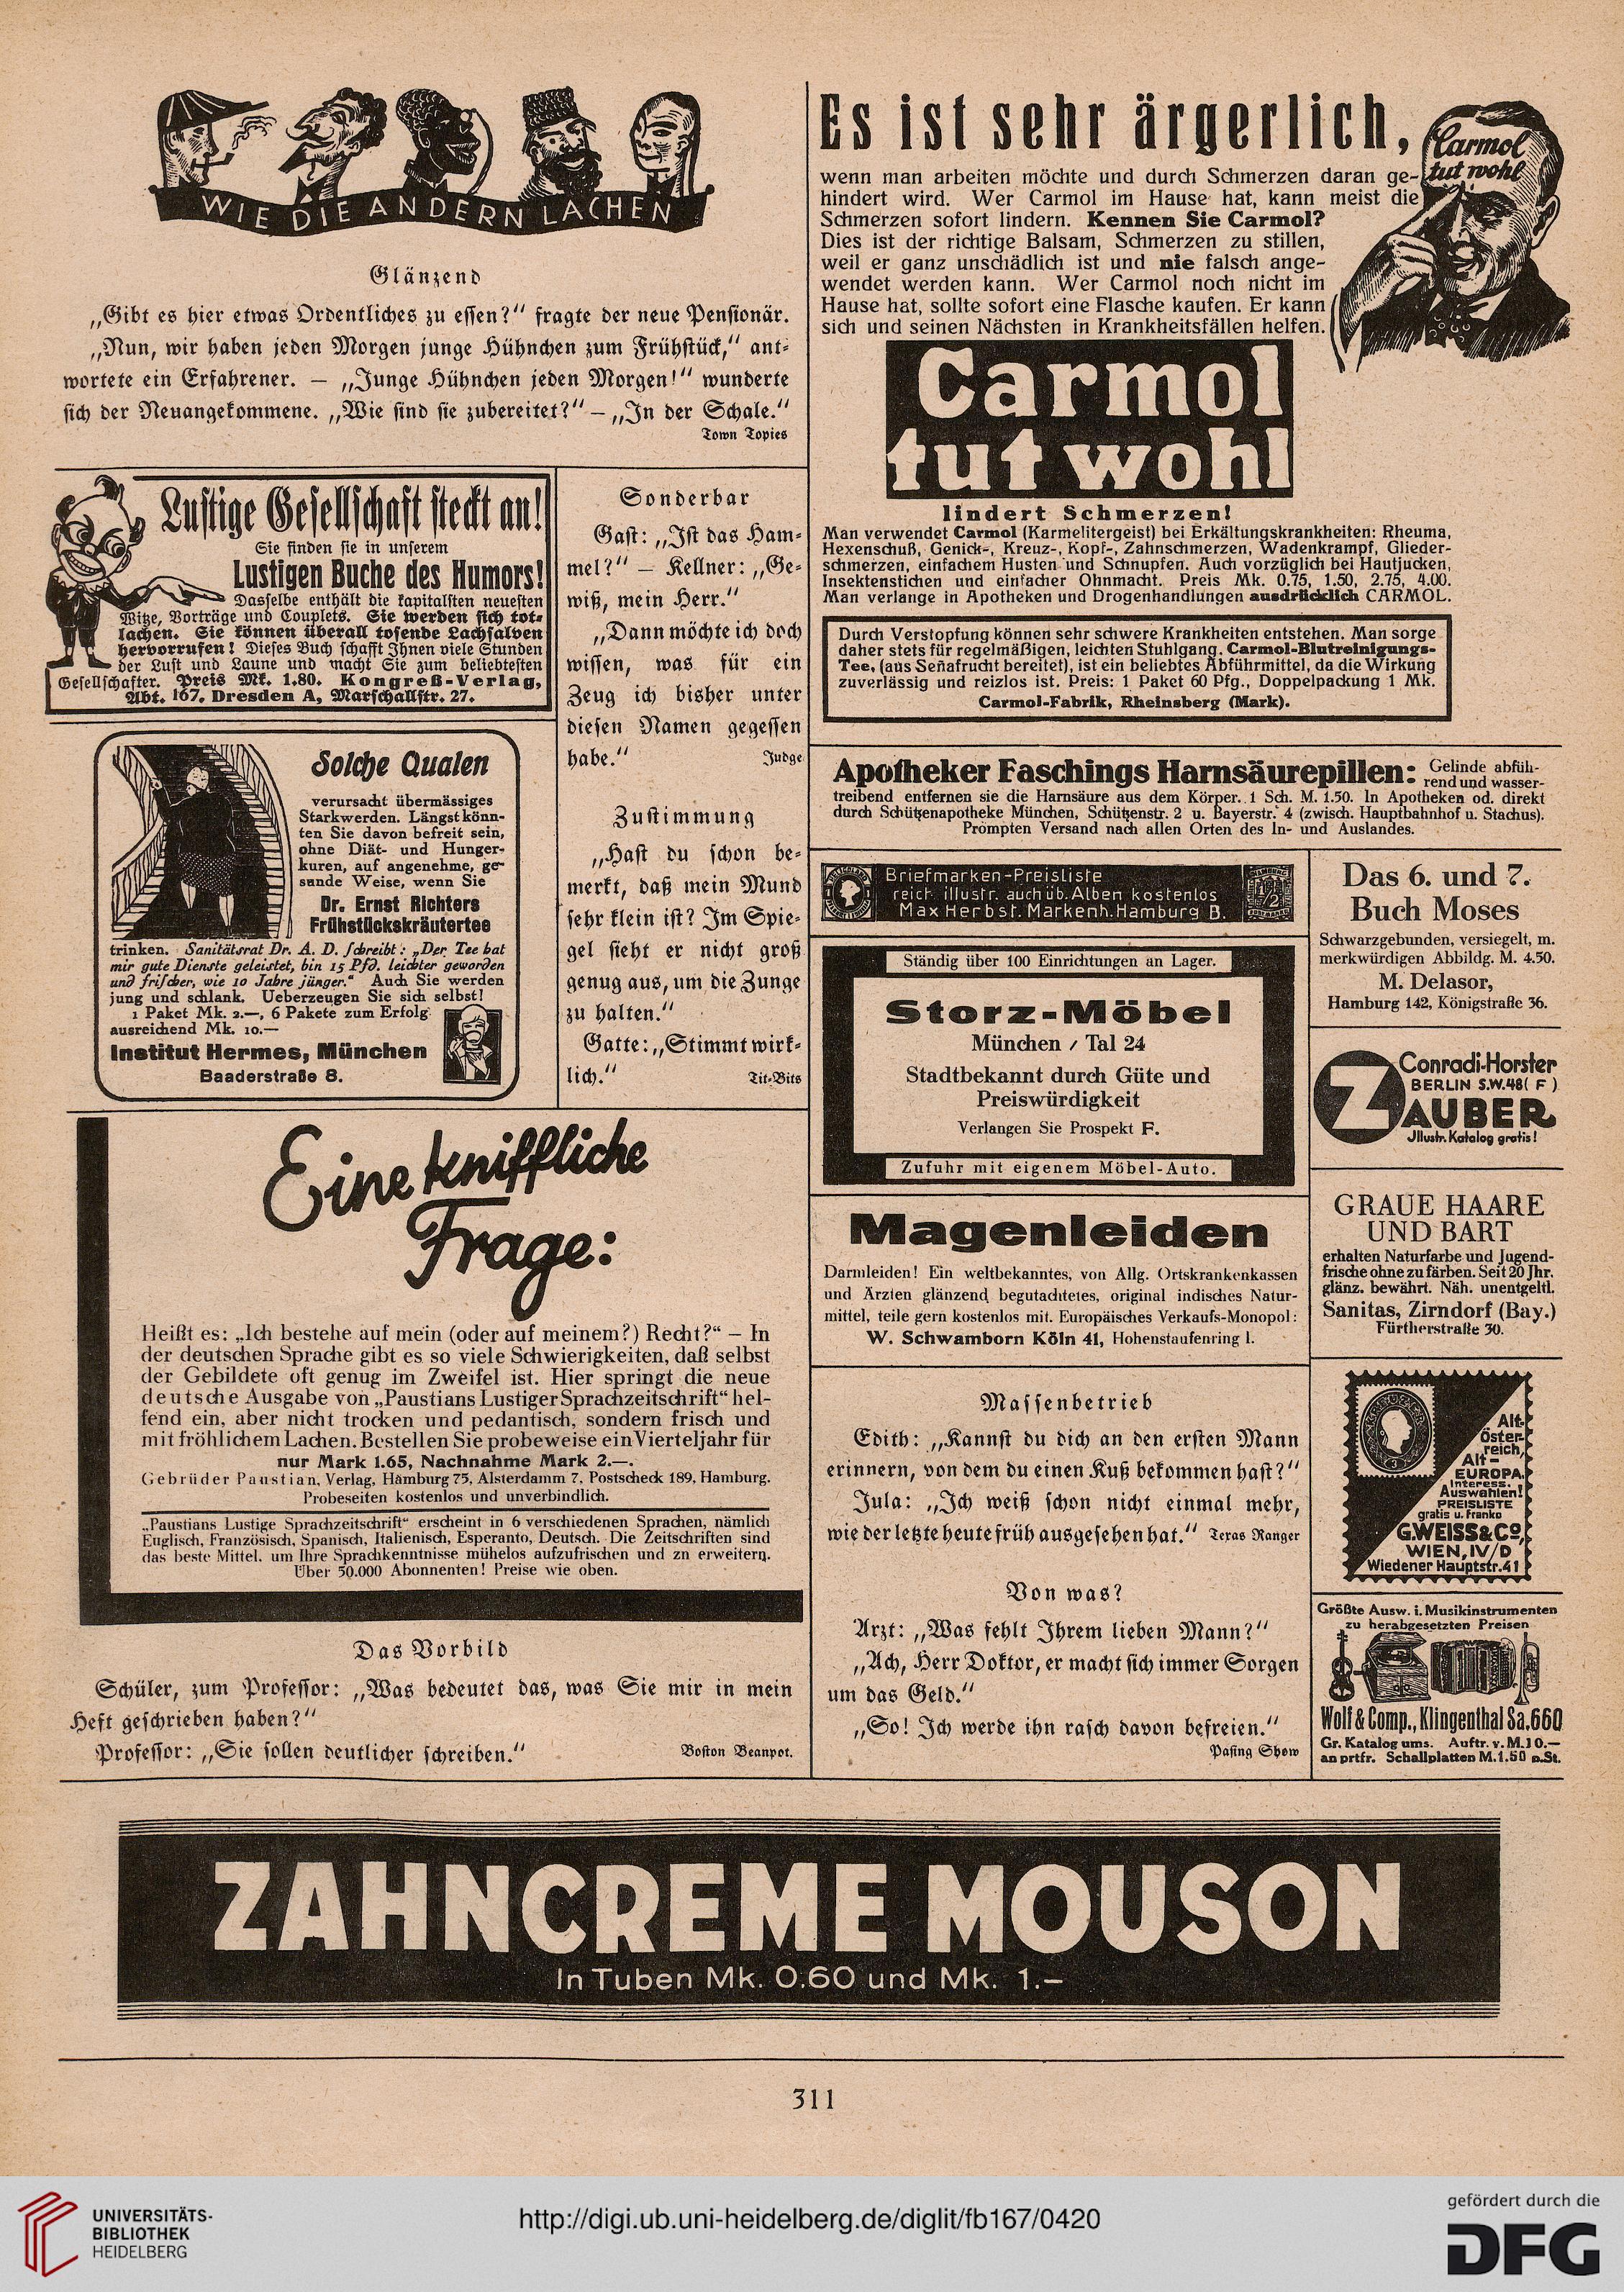 WIE DIE ANDERN LACHEN
Glänzend
„Gibt es hier etwas Ordentliches zu essen?“ fragte der neue Pensionär.
„Nun, wir haben jeden Morgen junge Hühnchen zum Frühstück,“ ant-
wortete ein Erfahrener. — „Junge Hühnchen jeden Morgen!“ wunderte
sich der Neuangekommene. „Wie sind sie zubereitet?“ — „In der Schale.“
Town Topies
Lustige Gesellschaft steckt an!
Sie finden sie in unserem
Lustigen Buche des Humors!
Dasselbe enthält die kapitalsten neuesten
Witze, Vorträge und Couplets. Sie werden sich tot-
lachen. Sie können überall tosende Lachsalven
hervorrufen! Dieses Buch schafft Ihnen viele Stunden
der Lust und Laune und macht Sie zum beliebtesten
Gesellschafter. Preis Mk. 1.80. Kongreß-Verlag,
Abt. 167, Dresden A, Marschallstr. 27.
Solche Qualen
verursacht übermässiges
Starkwerden. Längst könn-
ten Sie davon befreit sein,
ohne Diät- und Hunger-
kuren, auf angenehme, ge-
sunde Weise, wenn Sie
Dr. Ernst Richters
Frühstückskräutertee
trinken. Sanitätsrat Dr. A. D. schreibt: „Der Tee hat
mir gute Dienste geleistet, bin 15 Pfd. leichter geworden
und frischer, wie 10 Jahre jünger.“ Auch Sie werden
jung und schlank. Ueberzeugen Sie sich selbst!
1 Paket Mk. 2.—, 6 Pakete zum Erfolg
ausreichend Mk. 10.—
Institut Hermes, München
Baaderstraße 8.
Sonderbar
Gast: „Ist das Ham-
mel?“ — Kellner: „Ge-
wiß, mein Herr.“
„Dann möchte ich doch
wissen, was für ein
Zeug ich bisher unter
diesen Namen gegessen
habe.“ Judge
Zustimmung
„Hast du schon be-
merkt, daß mein Mund
sehr klein ist? Im Spie-
gel sieht er nicht groß
genug aus, um die Zunge
zu halten.“
Gatte: „Stimmt wirk-
lich.“ Tit-Bits
Eine kniffliche
Frage:
Heißt es: „Ich bestehe auf mein (oder auf meinem?) Recht?“ — In
der deutschen Sprache gibt es so viele Schwierigkeiten, daß selbst
der Gebildete oft genug im Zweifel ist. Hier springt die neue
deutsche Ausgabe von „Paustians Lustiger Sprachzeitschrift“ hel-
fend ein, aber nicht trocken und pedantisch, sondern frisch und
mit fröhlichem Lachen. Bestellen Sie probeweise ein Vierteljahr für
nur Mark 1.65, Nachnahme Mark 2.—.
Gebrüder Paustian, Verlag, Hamburg 75, Alsterdamm 7, Postscheck 189, Hamburg.
Probeseiten kostenlos und unverbindlich.
„Paustians Lustige Sprachzeitschrift“ erscheint in 6 verschiedenen Sprachen, nämlich
Englisch, Französisch, Spanisch, Italienisch, Esperanto, Deutsch. Die Zeitschriften sind
das beste Mittel, um Ihre Sprachkenntnisse mühelos aufzufrischen und zn erweitern.
Über 50.000 Abonnenten! Preise wie oben.
Das Vorbild
Schüler, zum Professor: „Was bedeutet das, was Sie mir in mein
Heft geschrieben haben?“
Professor: „Sie sollen deutlicher schreiben.“ Boston Beanpot.
Es ist sehr ärgerlich,
Carmol
tut wohl
wenn man arbeiten möchte und durch Schmerzen daran ge-
hindert wird. Wer Carmol im Hause hat, kann meist die
Schmerzen sofort lindern. Kennen Sie Carmol?
Dies ist der richtige Balsam, Schmerzen zu stillen,
weil er ganz unschädlich ist und nie falsch ange-
wendet werden kann. Wer Carmol noch nicht im
Hause hat, sollte sofort eine Flasche kaufen. Er kann
sich und seinen Nächsten in Krankheitsfällen helfen.
Carmol
tut wohl
lindert Schmerzen!
Man verwendet Carmol (Karmelitergeist) bei Erkältungskrankheiten: Rheuma,
Hexenschuß, Genick-, Kreuz-, Kopf-, Zahnschmerzen, Wadenkrampf, Glieder-
schmerzen, einfachem Husten und Schnupfen. Auch vorzüglich bei Hautjucken,
Insektenstichen und einfacher Ohnmacht. Preis Mk. 0.75, 1.50, 2.75, 4.00.
Man verlange in Apotheken und Drogenhandlungen ausdrücklich CARMOL.
Durch Verstopfung können sehr schwere Krankheiten entstehen. Man sorge
daher stets für regelmäßigen, leichten Stuhlgang. Carmol-Blutreinigungs-
Tee, (aus Señafrucht bereitet), ist ein beliebtes Abführmittel, da die Wirkung
zuverlässig und reizlos ist. Preis: 1 Paket 60 Pfg., Doppelpackung 1 Mk.
Carmol-Fabrik, Rheinsberg (Mark).
Apotheker Faschings Harnsäurepillen: Gelinde abfüh-
rend und wasser-
treibend entfernen sie die Harnsäure aus dem Körper. 1 Sch. M. 1.50. In Apotheken od. direkt
durch Schützenapotheke München, Schützenstr. 2 u. Bayerstr. 4 (zwisch. Hauptbahnhof u. Stachus).
Prompten Versand nach allen Orten des In- und Auslandes.
Briefmarken-Preisliste
reich illustr. auch üb. Alben kostenlos
Max Herbst. Markenh. Hamburg B.
Ständig über 100 Einrichtungen an Lager.
Storz-Möbel
München / Tal 24
Stadtbekannt durch Güte und
Preiswürdigkeit
Verlangen Sie Prospekt F.
Zufuhr mit eigenem Möbel-Auto.
Magenleiden
Darmleiden! Ein weltbekanntes, von Allg. Ortskrankenkassen
und Ärzten glänzend begutachtetes, original indisches Natur-
mittel, teile gern kostenlos mit. Europäisches Verkaufs-Monopol:
W. Schwamborn Köln 41, Hohenstaufenring 1.
Massenbetrieb
Edith: „Kannst du dich an den ersten Mann
erinnern, von dem du einen Kuß bekommen hast?“
Jula: „Ich weiß schon nicht einmal mehr,
wie der letzte heute früh ausgesehen hat.“ Texas Ranger
Von was?
Arzt: „Was fehlt Ihrem lieben Mann?“
„Ach, Herr Doktor, er macht sich immer Sorgen
um das Geld.“
„So! Ich werde ihn rasch davon befreien.“
Pasing Show
Das 6. und 7.
Buch Moses
Schwarzgebunden, versiegelt, m.
merkwürdigen Abbildg. M. 4.50.
M. Delasor,
Hamburg 142, Königstraße 36.
Conradi-Horster
BERLIN S.W.48( F )
ZAUBER
Jllustr. Katalog gratis!
GRAUE HAARE
UND BART
erhalten Naturfarbe und Jugend-
frische ohne zu färben. Seit 20 Jhr.
glänz. bewährt. Näh. unentgeltl.
Sanitas, Zirndorf (Bay.)
Fürtherstraße 30.
Alt-
Öster-
reich,
Alt-
EUROPA.
Interess.
Auswahlen!
PREISLISTE
gratis u. franko
G.WEISS & Co,
WIEN, IV/D
Wiedener Hauptstr. 41
Größte Ausw. i. Musikinstrumenten
zu herabgesetzten Preisen
Wolf & Comp., Klingenthal Sa. 660
Gr. Katalog ums. Auftr. v. M. 10.—
an prtfr. Schallplatten M. 1.50 p. St.
ZAHNCREME MOUSON
In Tuben Mk. 0.60 und Mk. 1.—
311
UNIVERSITÄTS-
BIBLIOTHEK
HEIDELBERG
http://digi.ub.uni-heidelberg.de/diglit/fb167/0420
gefördert durch die
DFG